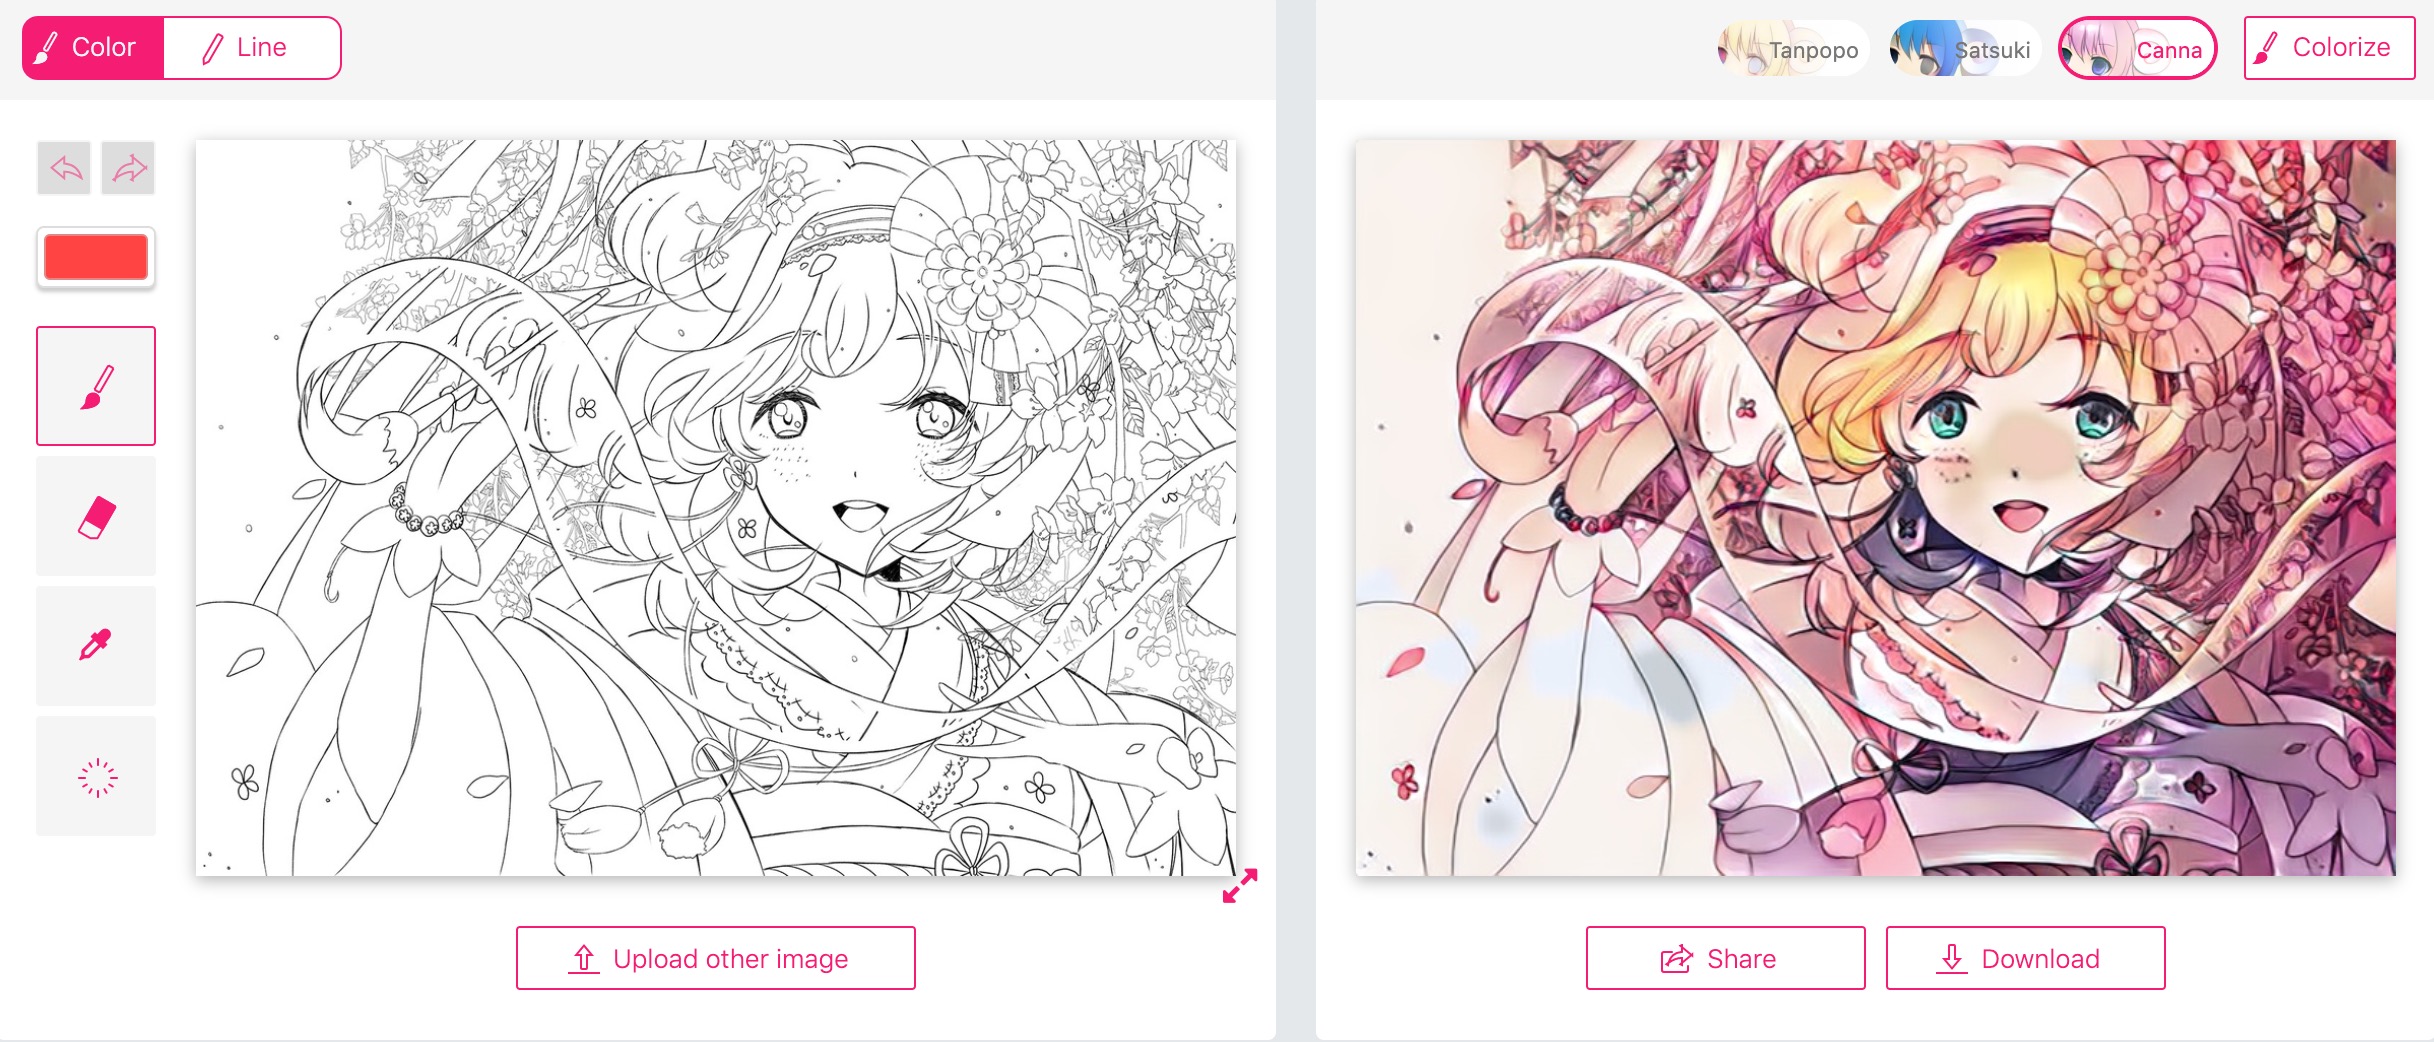 Color
Line
Tanpopo
Satsuki
Canna
Colorize
Upload other image
Share
Download